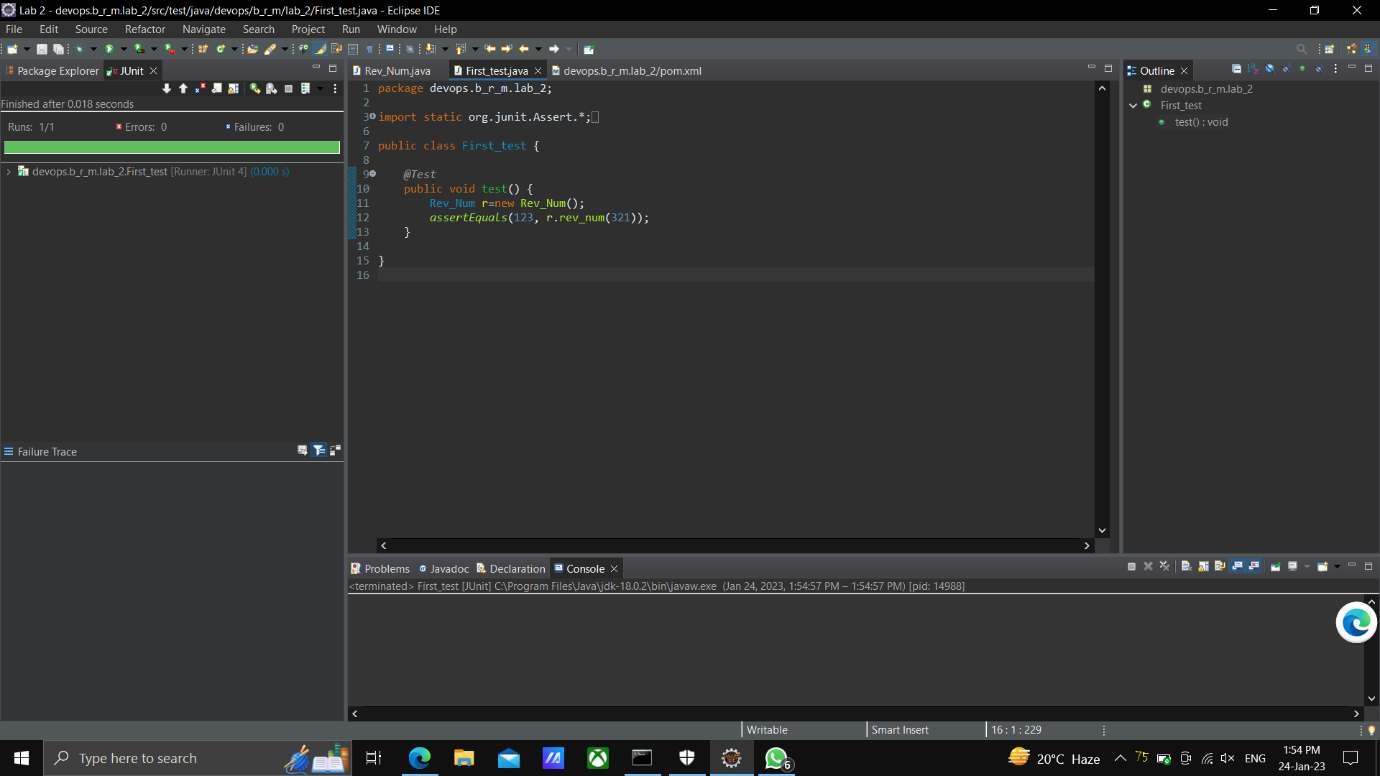 Lab 2 - devops.b_r_m.lab_2/src/test/java/devops/b_r_m/lab_2/First_test.java - Eclipse IDE
File Edit Source Refactor Navigate Search Project Run Window Help
Package Explorer JUnit
Finished after 0.018 seconds
Runs: 1/1 Errors: 0 Failures: 0
devops.b_r_m.lab_2.First_test [Runner: JUnit 4] (0.000 s)
Failure Trace
Rev_Num.java First_test.java devops.b_r_m.lab_2/pom.xml
1 package devops.b_r_m.lab_2;
2
3 import static org.junit.Assert.*;
6
7 public class First_test {
8
9 @Test
10 public void test() {
11 Rev_Num r=new Rev_Num();
12 assertEquals(123, r.rev_num(321));
13 }
14
15 }
16
Outline
devops.b_r_m.lab_2
First_test
test() : void
Problems Javadoc Declaration Console
<terminated> First_test [JUnit] C:\Program Files\Java\jdk-18.0.2\bin\javaw.exe (Jan 24, 2023, 1:54:57 PM – 1:54:57 PM) [pid: 14988]
Writable Smart Insert 16 : 1 : 229
Type here to search
6
20°C Haze 75 ENG 1:54 PM
24-Jan-23